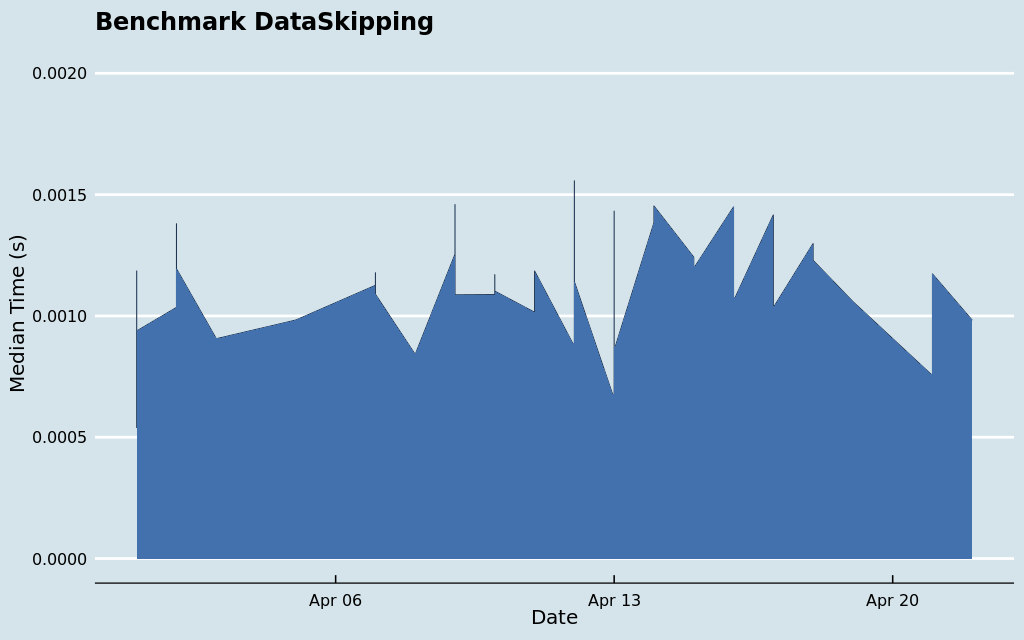 Benchmark DataSkipping
Median Time (s)
0.0020
0.0015
0.0010
0.0005
0.0000
Apr 06
Apr 13
Apr 20
Date